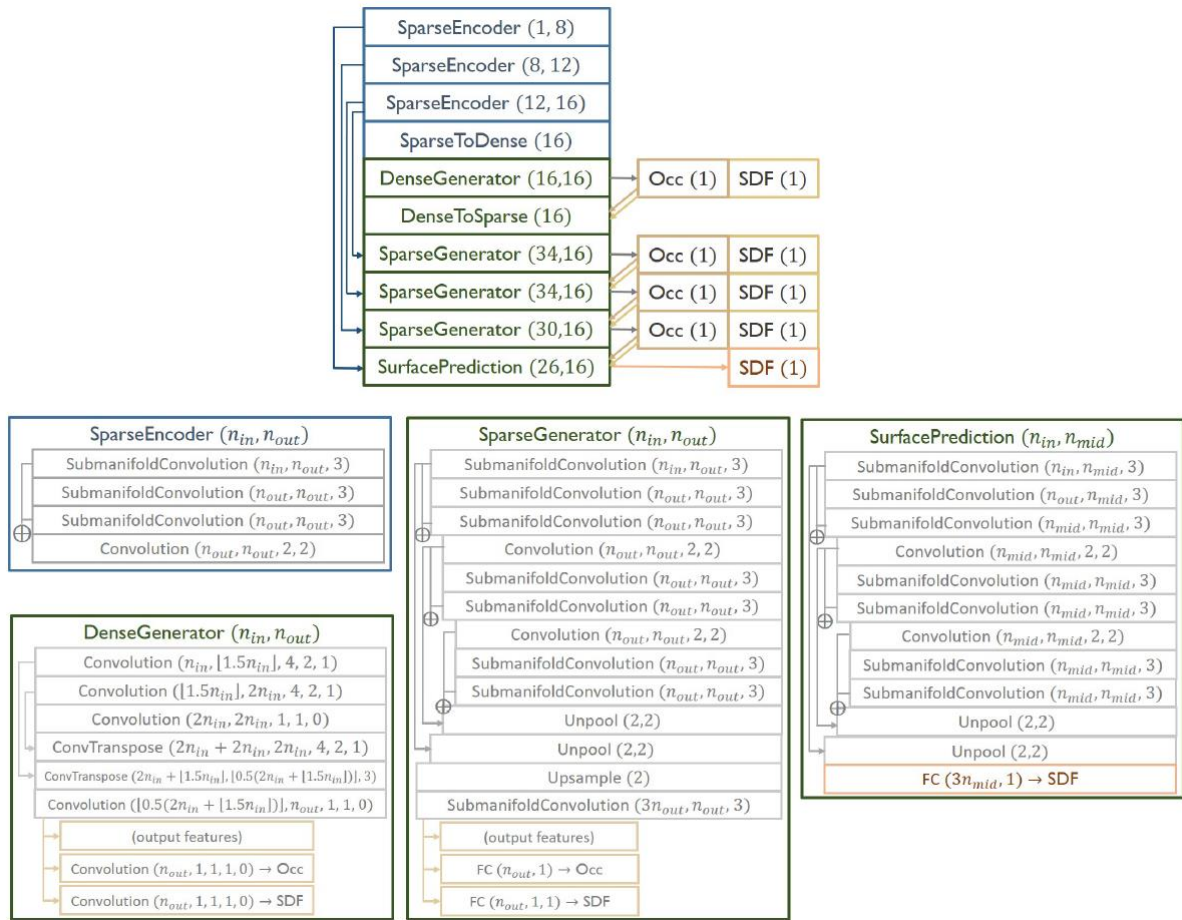 SparseEncoder (1, 8)
SparseEncoder (8, 12)
SparseEncoder (12, 16)
SparseToDense (16)
DenseGenerator (16,16)
Occ (1)
SDF (1)
DenseToSparse (16)
SparseGenerator (34,16)
Occ (1)
SDF (1)
SparseGenerator (34,16)
Occ (1)
SDF (1)
SparseGenerator (30,16)
Occ (1)
SDF (1)
SurfacePrediction (26,16)
SDF (1)
SparseEncoder (n_in, n_out)
SubmanifoldConvolution (n_in, n_out, 3)
SubmanifoldConvolution (n_out, n_out, 3)
SubmanifoldConvolution (n_out, n_out, 3)
Convolution (n_out, n_out, 2, 2)
DenseGenerator (n_in, n_out)
Convolution (n_in, ⌊1.5n_in⌋, 4, 2, 1)
Convolution (⌊1.5n_in⌋, 2n_in, 4, 2, 1)
Convolution (2n_in, 2n_in, 1, 1, 0)
ConvTranspose (2n_in + 2n_in, 2n_in, 4, 2, 1)
ConvTranspose (2n_in + ⌊1.5n_in⌋, ⌊0.5(2n_in + ⌊1.5n_in⌋)⌋, 3)
Convolution (⌊0.5(2n_in + ⌊1.5n_in⌋)⌋, n_out, 1, 1, 0)
(output features)
Convolution (n_out, 1, 1, 1, 0) → Occ
Convolution (n_out, 1, 1, 1, 0) → SDF
SparseGenerator (n_in, n_out)
SubmanifoldConvolution (n_in, n_out, 3)
SubmanifoldConvolution (n_out, n_out, 3)
SubmanifoldConvolution (n_out, n_out, 3)
Convolution (n_out, n_out, 2, 2)
SubmanifoldConvolution (n_out, n_out, 3)
SubmanifoldConvolution (n_out, n_out, 3)
Convolution (n_out, n_out, 2, 2)
SubmanifoldConvolution (n_out, n_out, 3)
SubmanifoldConvolution (n_out, n_out, 3)
Unpool (2,2)
Unpool (2,2)
Upsample (2)
SubmanifoldConvolution (3n_out, n_out, 3)
(output features)
FC (n_out, 1) → Occ
FC (n_out, 1, 1) → SDF
SurfacePrediction (n_in, n_mid)
SubmanifoldConvolution (n_in, n_mid, 3)
SubmanifoldConvolution (n_out, n_mid, 3)
SubmanifoldConvolution (n_mid, n_mid, 3)
Convolution (n_mid, n_mid, 2, 2)
SubmanifoldConvolution (n_mid, n_mid, 3)
SubmanifoldConvolution (n_mid, n_mid, 3)
Convolution (n_mid, n_mid, 2, 2)
SubmanifoldConvolution (n_mid, n_mid, 3)
SubmanifoldConvolution (n_mid, n_mid, 3)
Unpool (2,2)
Unpool (2,2)
FC (3n_mid, 1) → SDF